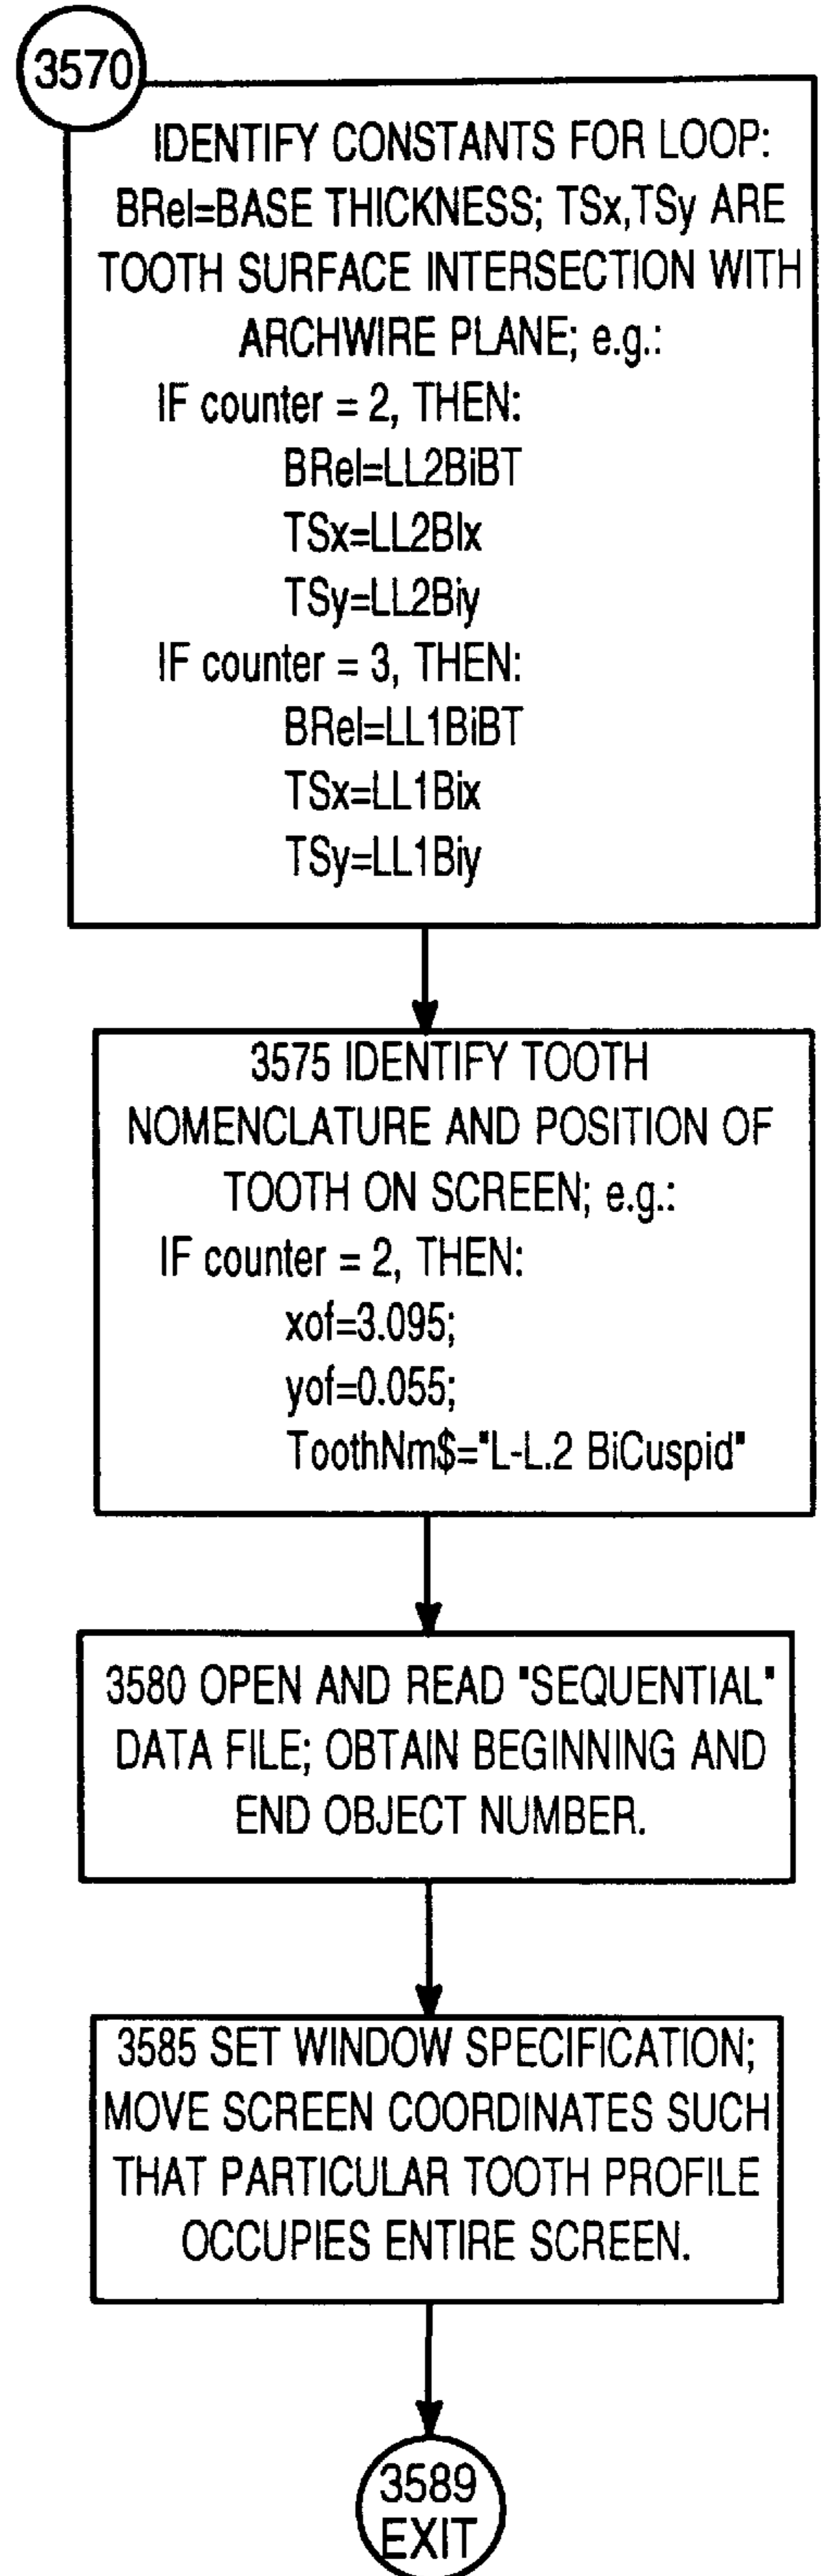 3570
IDENTIFY CONSTANTS FOR LOOP:
BRel=BASE THICKNESS; TSx,TSy ARE
TOOTH SURFACE INTERSECTION WITH
ARCHWIRE PLANE; e.g.:
IF counter = 2, THEN:
BRel=LL2BiBT
TSx=LL2BIx
TSy=LL2Biy
IF counter = 3, THEN:
BRel=LL1BiBT
TSx=LL1Bix
TSy=LL1Biy
3575 IDENTIFY TOOTH
NOMENCLATURE AND POSITION OF
TOOTH ON SCREEN; e.g.:
IF counter = 2, THEN:
xof=3.095;
yof=0.055;
ToothNm$="L-L.2 BiCuspid"
3580 OPEN AND READ "SEQUENTIAL"
DATA FILE; OBTAIN BEGINNING AND
END OBJECT NUMBER.
3585 SET WINDOW SPECIFICATION;
MOVE SCREEN COORDINATES SUCH
THAT PARTICULAR TOOTH PROFILE
OCCUPIES ENTIRE SCREEN.
3589
EXIT